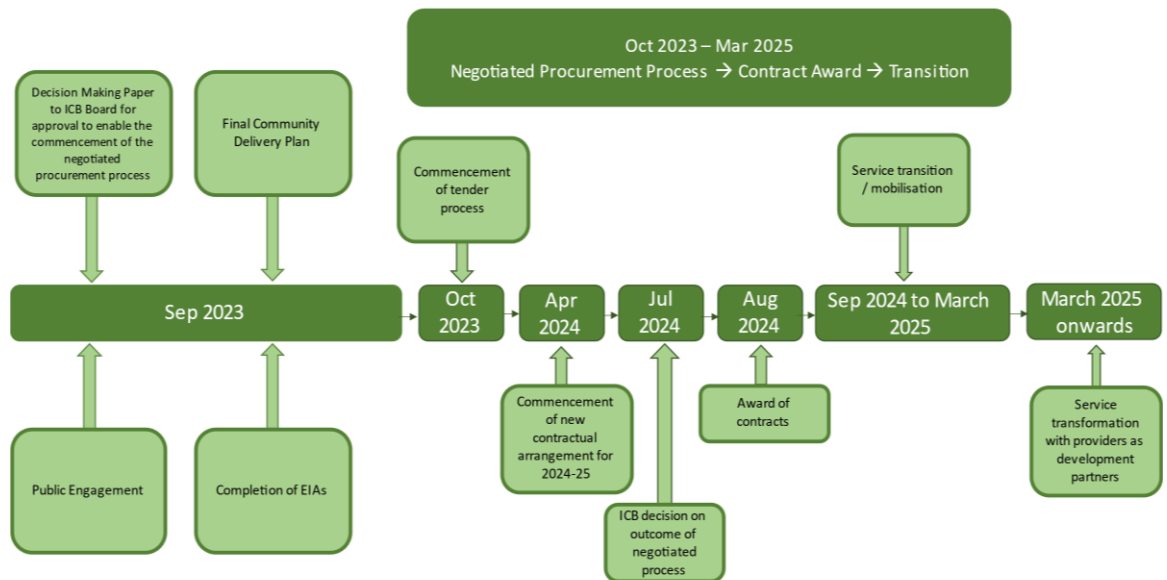 Oct 2023 – Mar 2025
Negotiated Procurement Process → Contract Award → Transition
Decision Making Paper
to ICB Board for
approval to enable the
commencement of the
negotiated
procurement process
Final Community
Delivery Plan
Commencement
of tender
process
Service transition
/ mobilisation
Sep 2023
Oct
2023
Apr
2024
Jul
2024
Aug
2024
Sep 2024 to March
2025
March 2025
onwards
Public Engagement
Completion of EIAs
Commencement
of new
contractual
arrangement for
2024-25
ICB decision on
outcome of
negotiated
process
Award of
contracts
Service
transformation
with providers as
development
partners